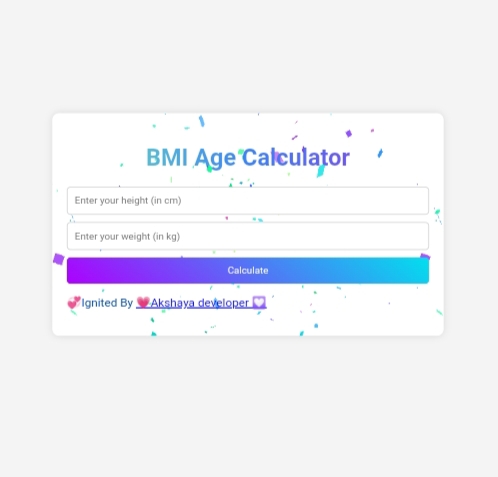 BMI Age Calculator
Enter your height (in cm)
Enter your weight (in kg)
Calculate
💞Ignited By 💗Akshaya developer 💟